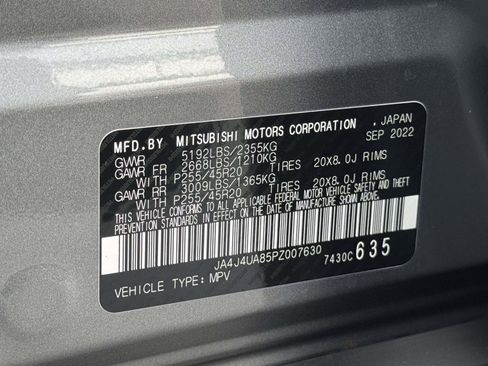 MFD.BY MITSUBISHI MOTORS CORPORATION, JAPAN
SEP 2022
GVWR 5192LBS/2355KG
GAWR FR 2668LBS/1210KG
WITH P255/45R20 TIRES 20X8.0J RIMS
GAWR RR 3009LBS/1365KG
WITH P255/45R20 TIRES 20X8.0J RIMS
THIS VEHICLE CONFORMS TO ALL APPLICABLE
FEDERAL MOTOR VEHICLE SAFETY, BUMPER, AND THEFT
PREVENTION STANDARDS IN EFFECT ON THE DATE OF
MANUFACTURE SHOWN ABOVE.
JA4J4UA85PZ007630
7430C 635
VEHICLE TYPE: MPV